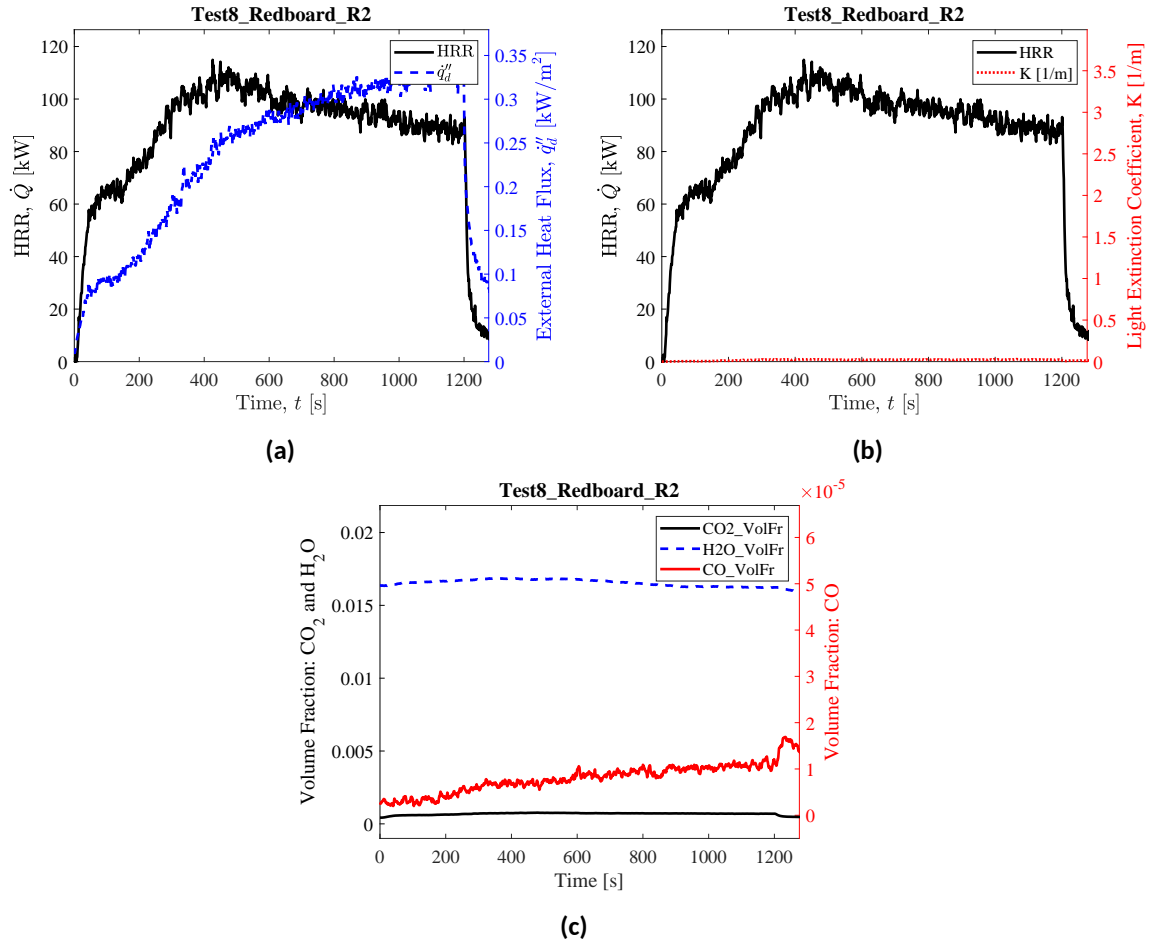 Test8_Redboard_R2
HRR
q̇″_d
HRR, Q̇ [kW]
0
20
40
60
80
100
120
0
200
400
600
800
1000
1200
Time, t [s]
0
0.05
0.1
0.15
0.2
0.25
0.3
0.35
External Heat Flux, q̇″_d [kW/m²]
(a)
Test8_Redboard_R2
HRR
K [1/m]
HRR, Q̇ [kW]
0
20
40
60
80
100
120
0
200
400
600
800
1000
1200
Time, t [s]
0
0.5
1
1.5
2
2.5
3
3.5
Light Extinction Coefficient, K [1/m]
(b)
Test8_Redboard_R2
×10⁻⁵
CO2_VolFr
H2O_VolFr
CO_VolFr
Volume Fraction: CO₂ and H₂O
0
0.005
0.01
0.015
0.02
0
200
400
600
800
1000
1200
Time [s]
0
1
2
3
4
5
6
Volume Fraction: CO
(c)